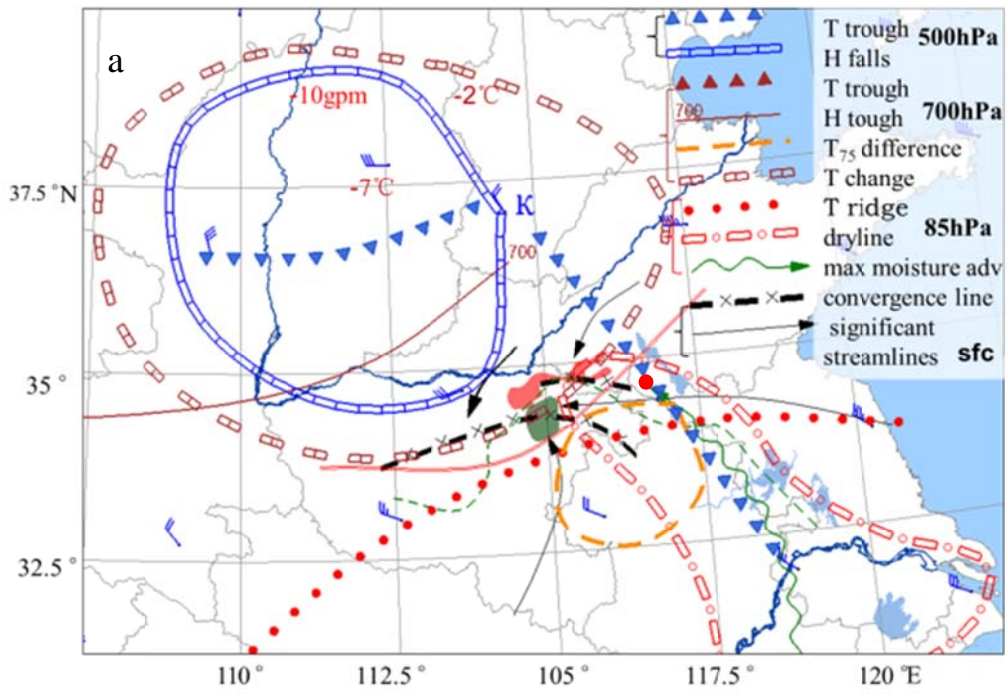 a
T trough 500hPa
H falls
T trough
700
H tough 700hPa
T₇₅ difference
T change
T ridge
dryline 85hPa
max moisture adv
convergence line
significant
streamlines sfc
-10gpm
-2℃
-7℃
K
700
37.5 °N
35 °
32.5 °
110 ° 112.5 ° 105 ° 117.5 ° 120 °E